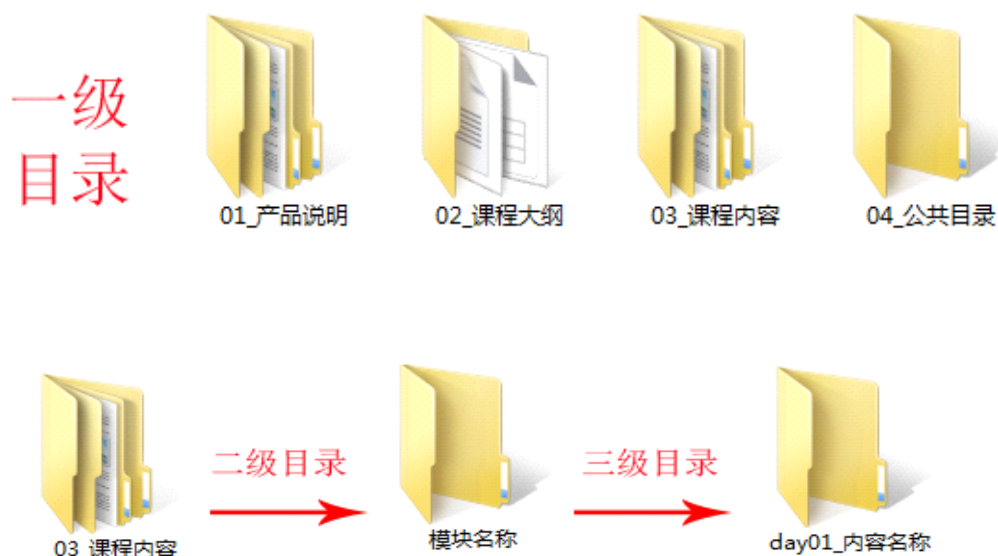 一级
目录
01_产品说明
02_课程大纲
03_课程内容
04_公共目录
二级目录
三级目录
03_课程内容
模块名称
day01_内容名称